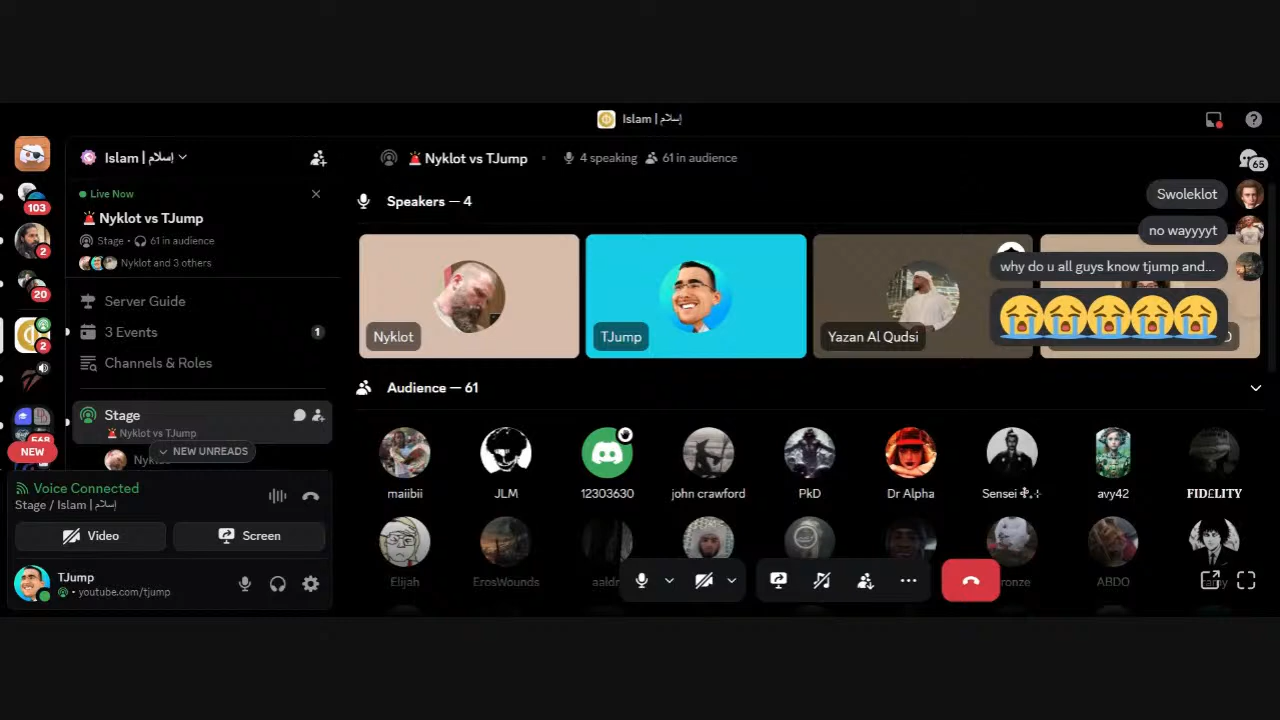 Islam | إسلام
Islam | إسلام
Live Now
Nyklot vs TJump
Stage • 61 in audience
Nyklot and 3 others
Server Guide
3 Events
1
Channels & Roles
Stage
Nyklot vs TJump
NEW UNREADS
103
2
20
2
NEW
Voice Connected
Stage / Islam | إسلام
Video
Screen
TJump
• youtube.com/tjump
Nyklot vs TJump
4 speaking
61 in audience
65
Speakers — 4
Swoleklot
no wayyyyt
why do u all guys know tjump and...
😭😭😭😭😭
Nyklot
TJump
Yazan Al Qudsi
Audience — 61
maiibii
JLM
12303630
john crawford
PkD
Dr Alpha
Sensei
avy42
FIDELITY
Elijah
ErosWounds
ABDO